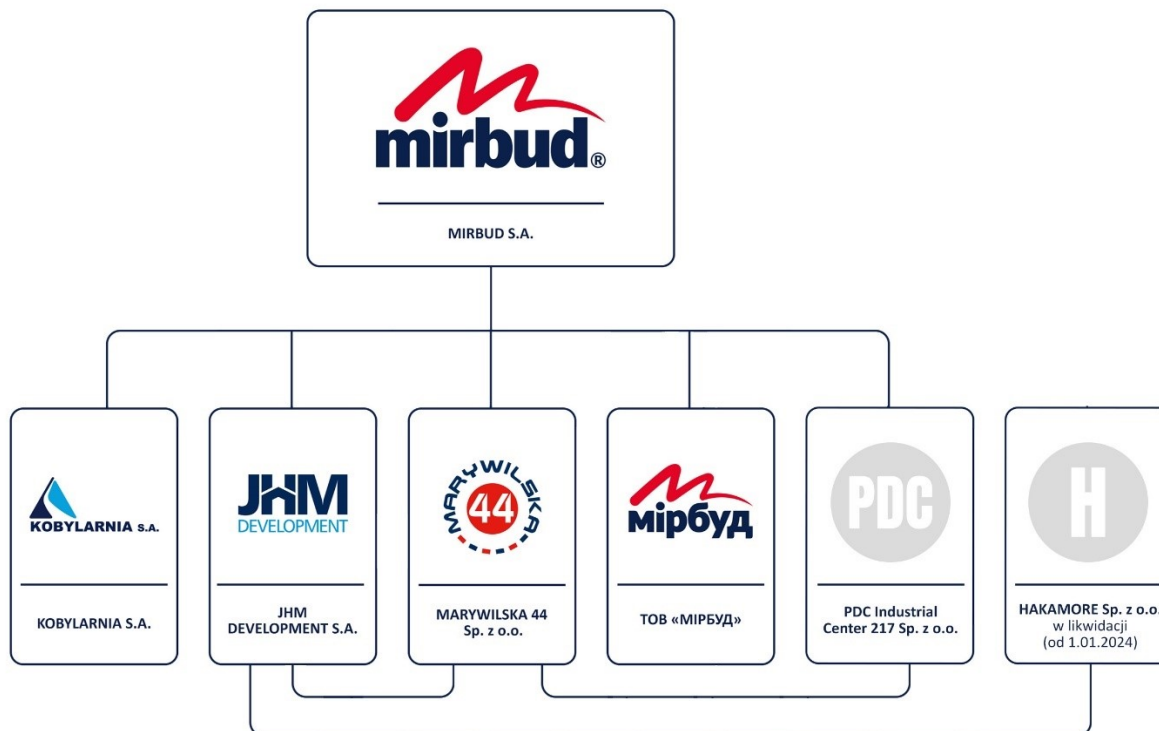 mirbud®
MIRBUD S.A.
KOBYLARNIA S.A.
KOBYLARNIA S.A.
JHM
DEVELOPMENT
JHM
DEVELOPMENT S.A.
MARYWILSKA
44
MARYWILSKA 44
Sp. z o.o.
мірбуд
ТОВ «МІРБУД»
PDC
PDC Industrial
Center 217 Sp. z o.o.
H
HAKAMORE Sp. z o.o.
w likwidacji
(od 1.01.2024)